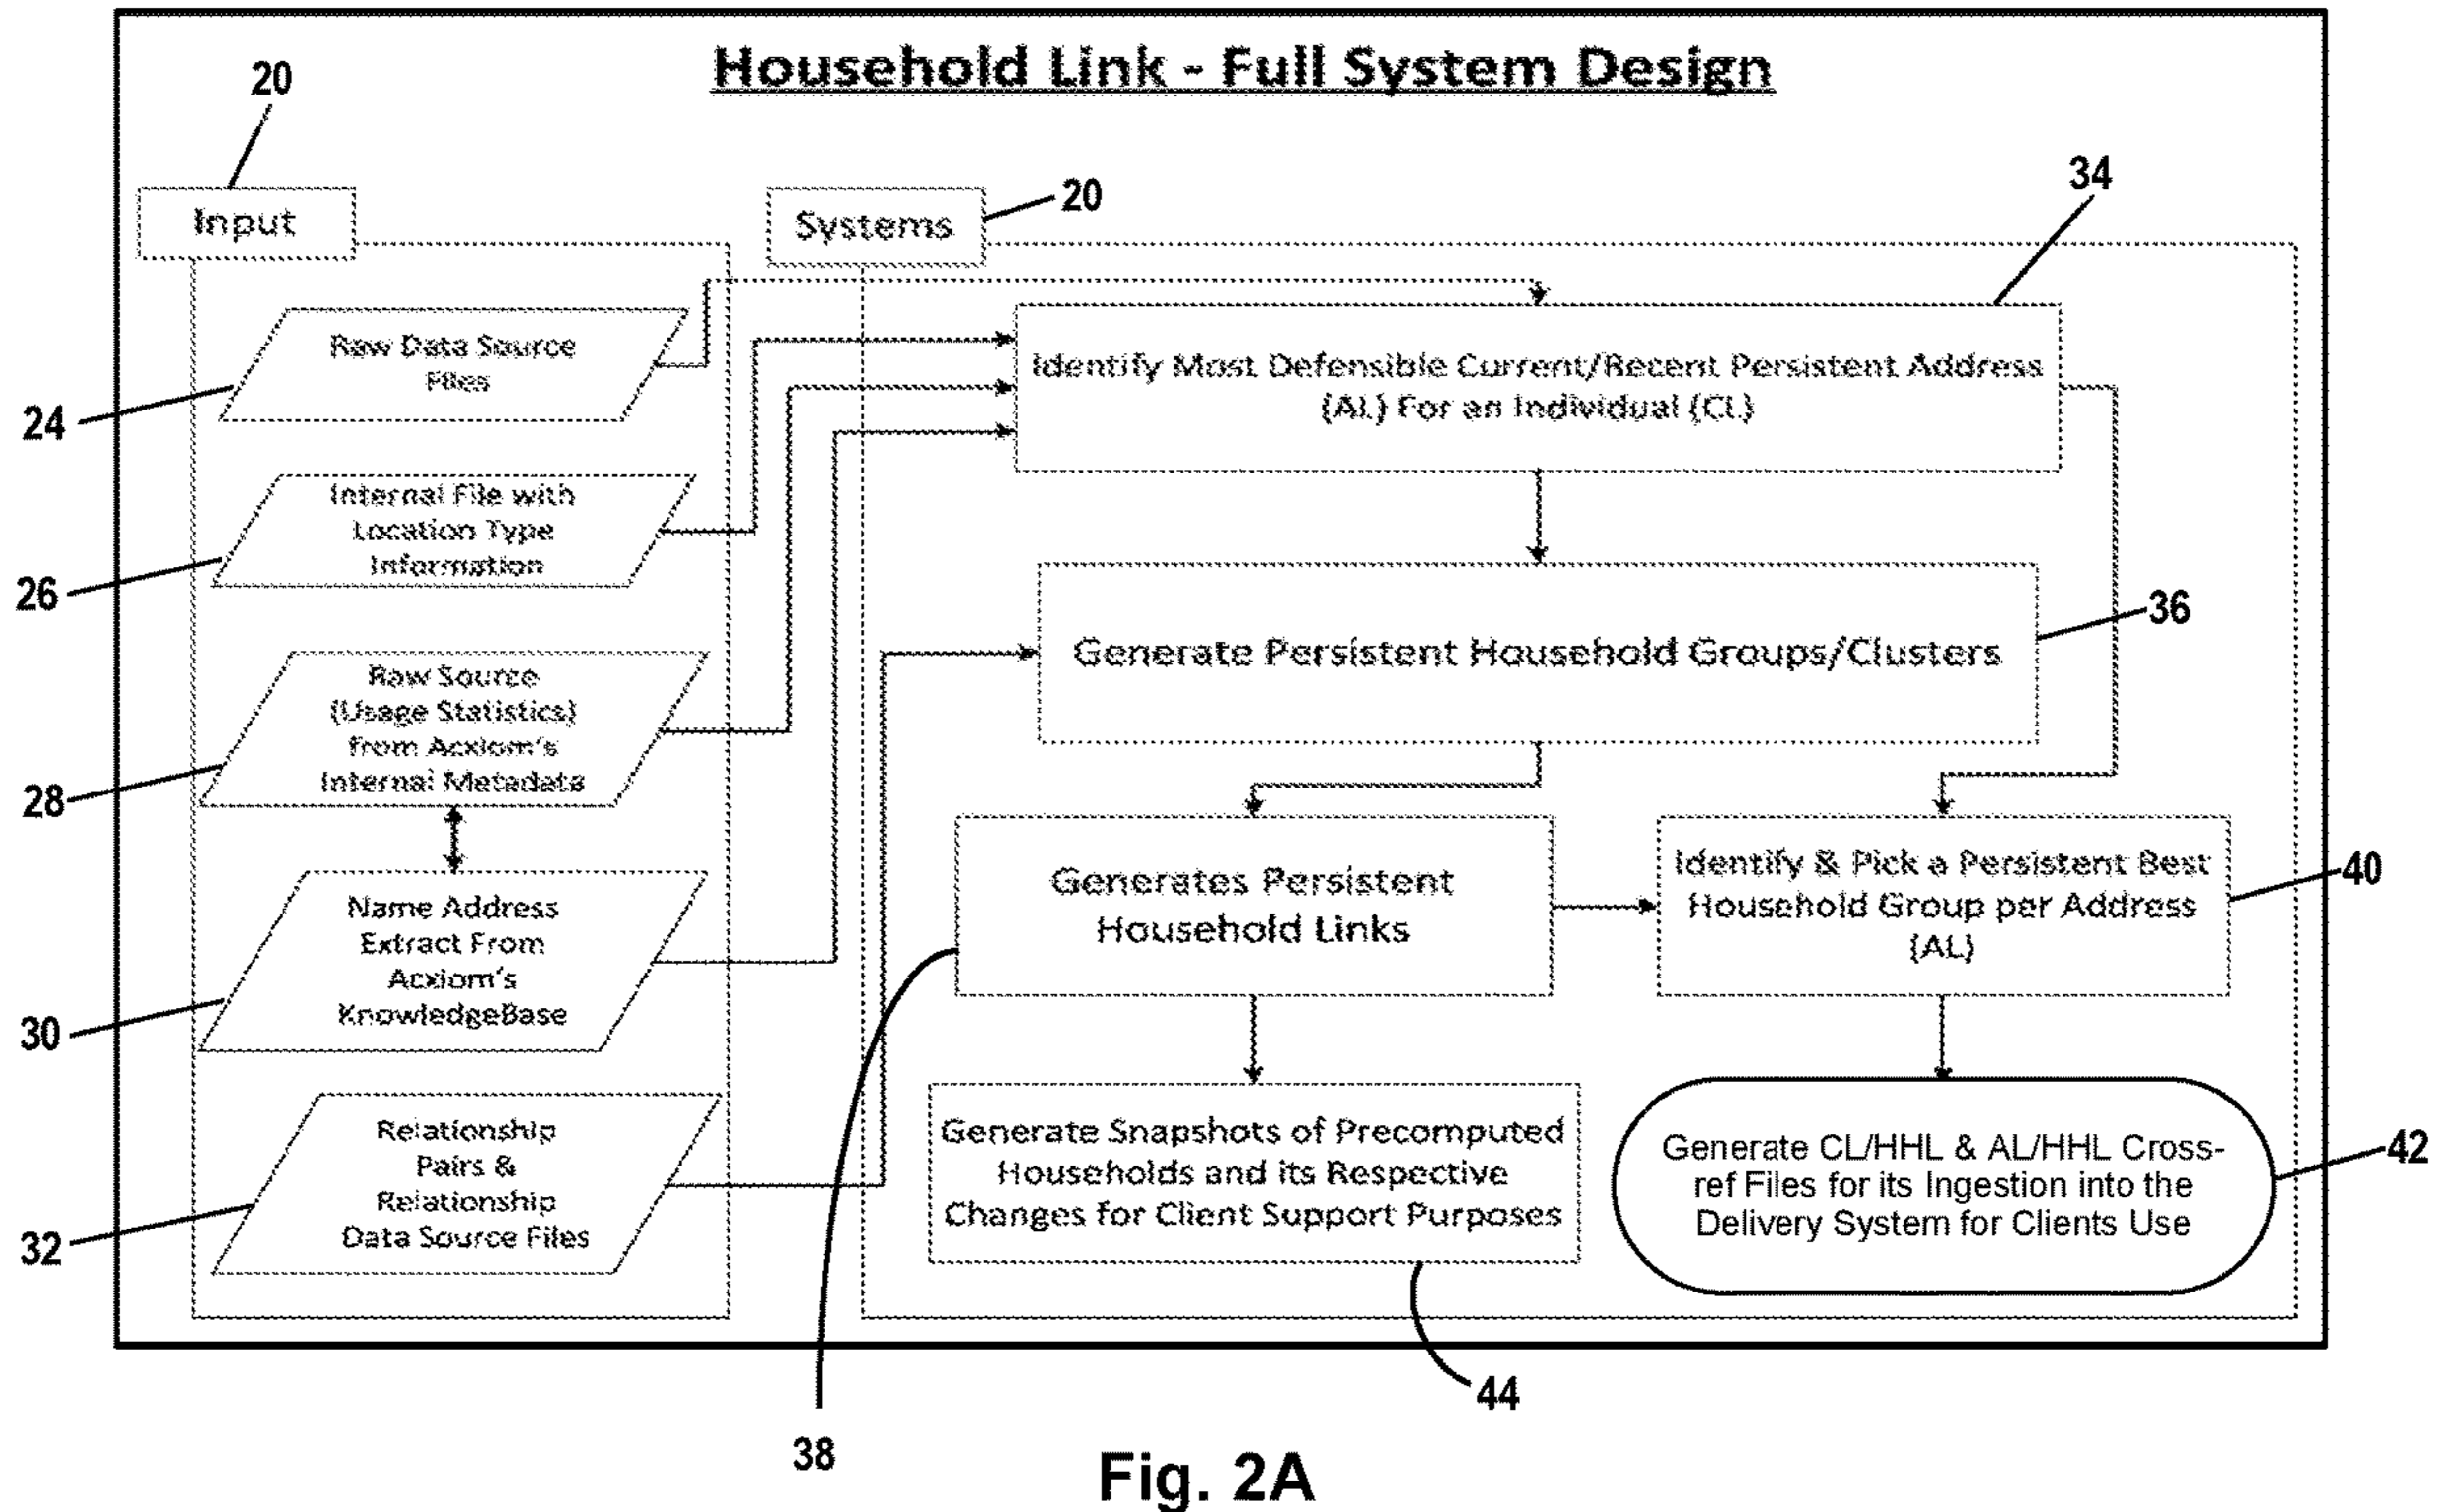 Household Link - Full System Design
20
Input
Systems
20
34
Raw Data Source
Files
24
Identify Most Defensible Current/Recent Persistent Address
(AL) For an Individual (CL)
Internal File with
Location Type
Information
26
Generate Persistent Household Groups/Clusters
36
Raw Source
(Usage Statistics)
from Acxiom's
Internal Metadata
28
Name Address
Extract From
Acxiom's
KnowledgeBase
30
Generates Persistent
Household Links
Identify & Pick a Persistent Best
Household Group per Address
(AL)
40
Relationship
Pairs &
Relationship
Data Source Files
32
Generate Snapshots of Precomputed
Households and its Respective
Changes for Client Support Purposes
Generate CL/HHL & AL/HHL Cross-
ref Files for its Ingestion into the
Delivery System for Clients Use
42
44
38
Fig. 2A